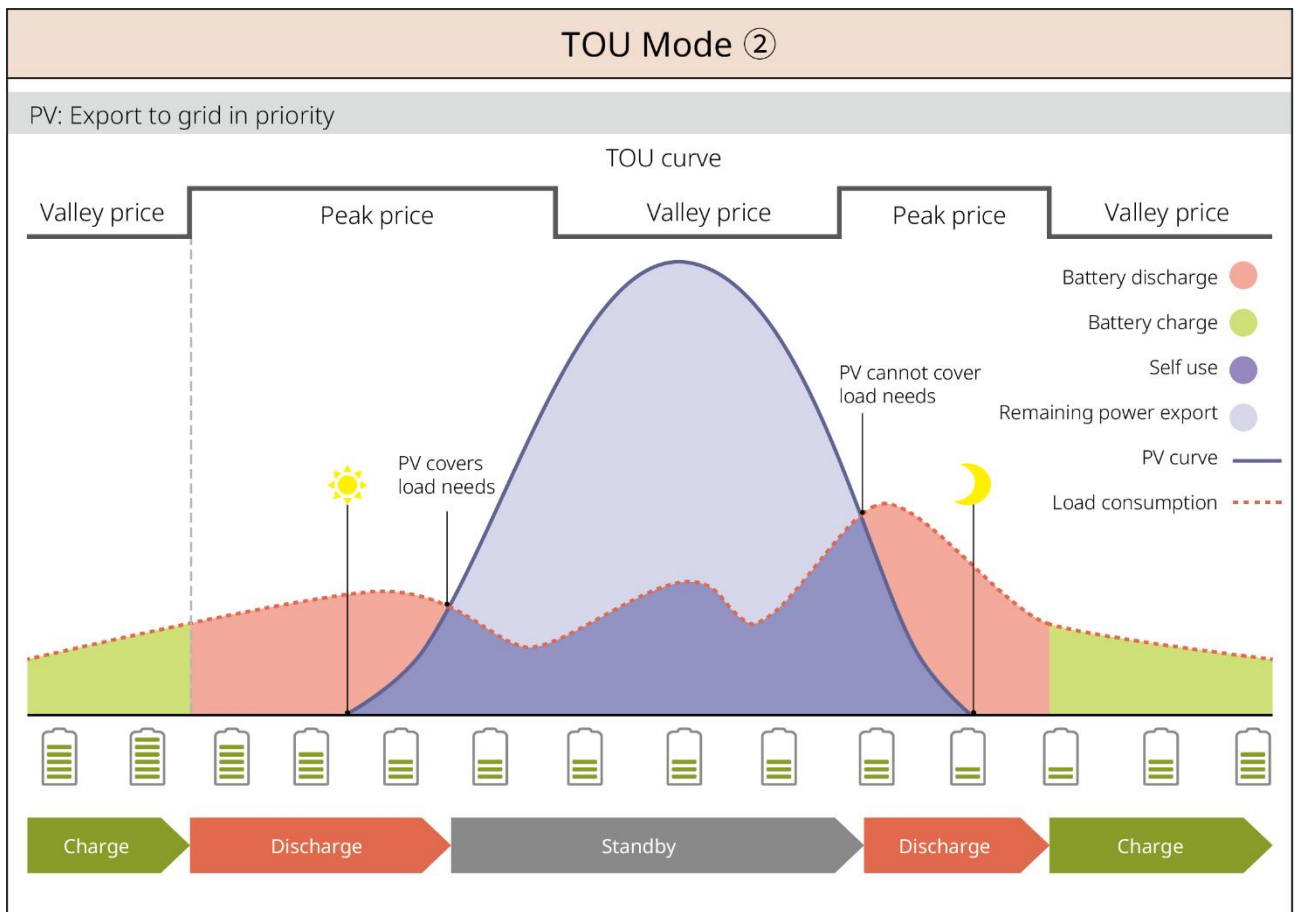 TOU Mode ②
PV: Export to grid in priority
TOU curve
Valley price
Peak price
Valley price
Peak price
Valley price
Battery discharge
Battery charge
Self use
Remaining power export
PV curve
Load consumption
PV cannot cover
load needs
PV covers
load needs
Charge
Discharge
Standby
Discharge
Charge